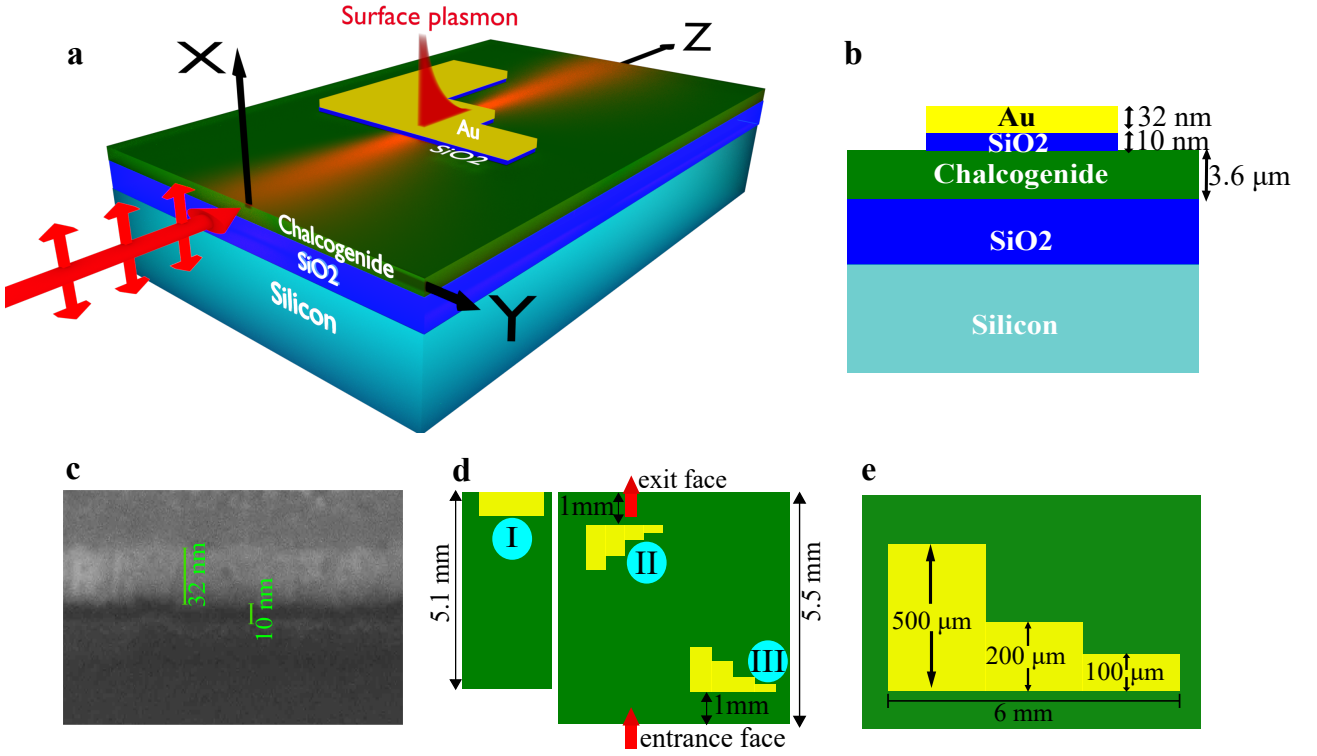 a
Surface plasmon
X
Z
Au
SiO2
Chalcogenide
SiO2
Silicon
Y
b
Au
32 nm
SiO2
10 nm
Chalcogenide
3.6 μm
SiO2
Silicon
c
32 nm
10 nm
d
exit face
1mm
I
II
5.1 mm
5.5 mm
III
1mm
entrance face
e
500 μm
200 μm
100 μm
6 mm